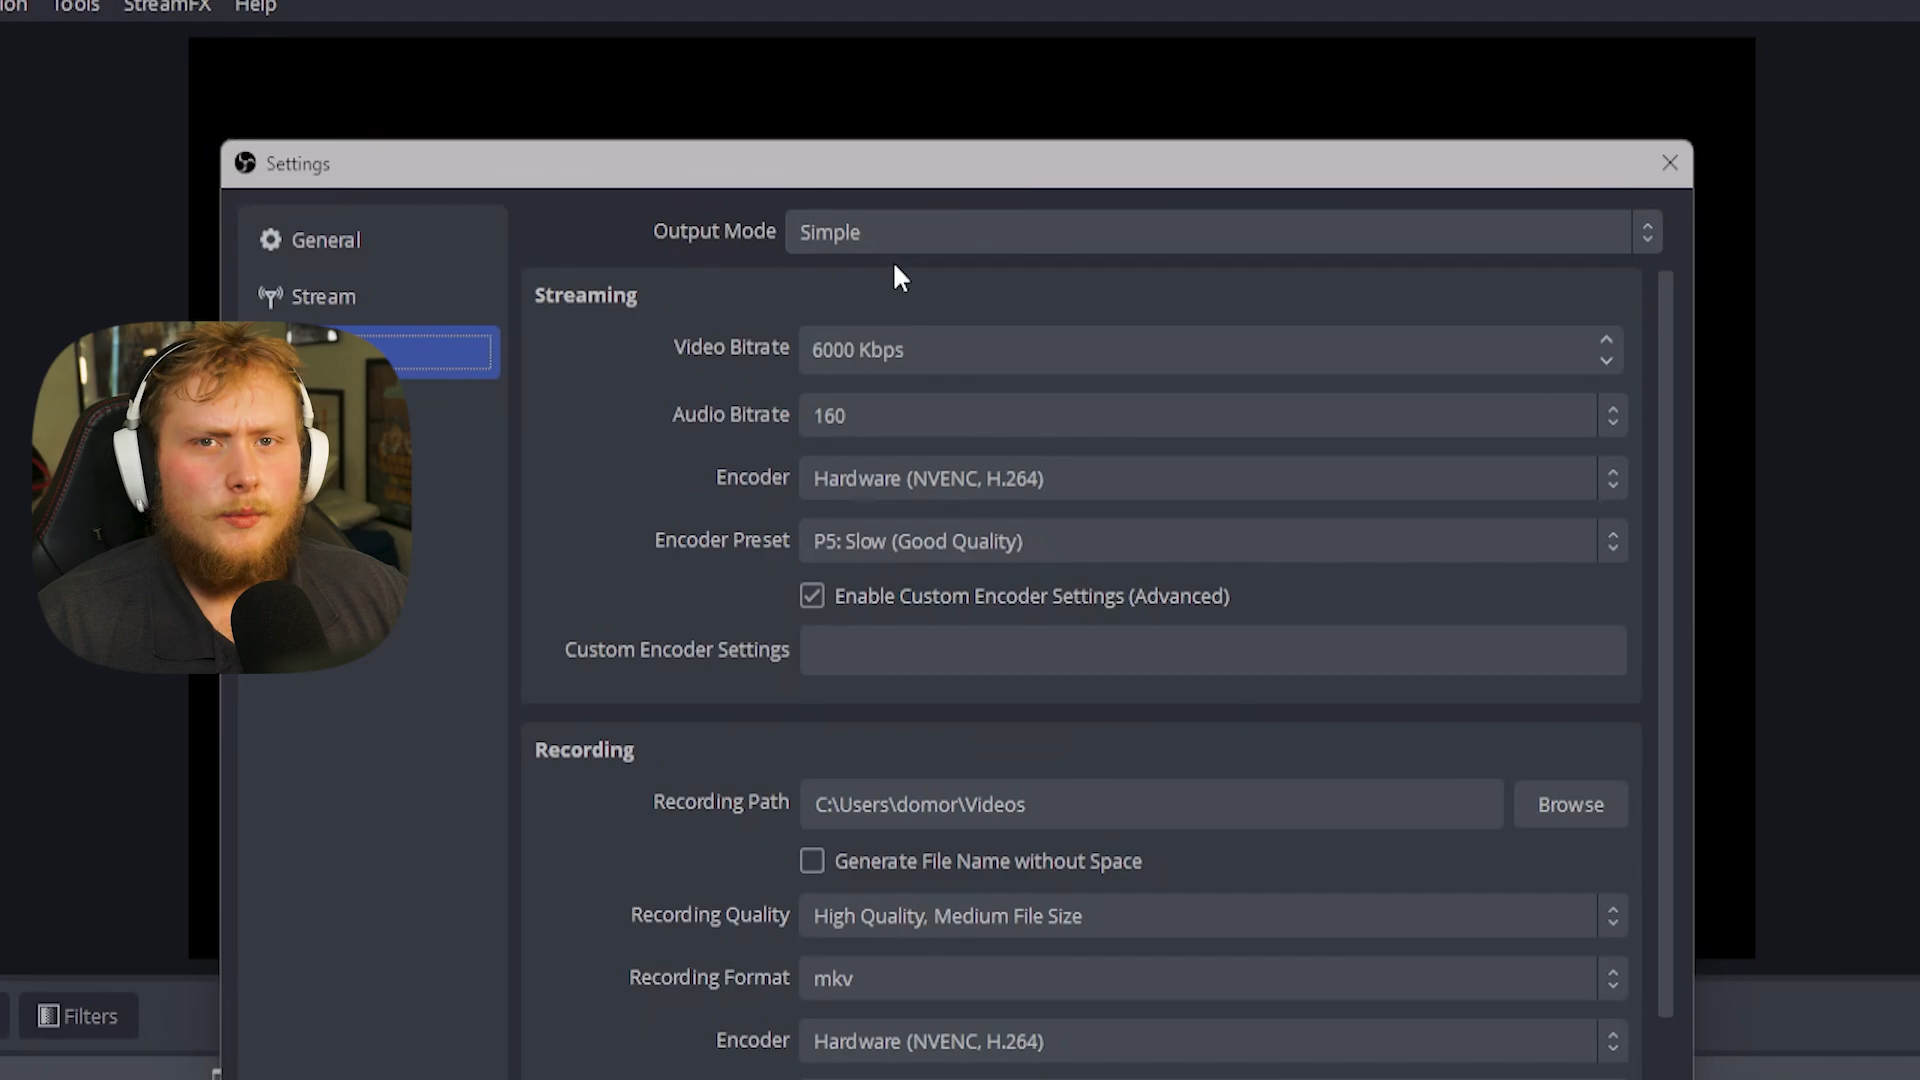 Tools StreamFX Help
Settings
General
Stream
Output Mode Simple
Streaming
Video Bitrate 6000 Kbps
Audio Bitrate 160
Encoder Hardware (NVENC, H.264)
Encoder Preset P5: Slow (Good Quality)
Enable Custom Encoder Settings (Advanced)
Custom Encoder Settings
Recording
Recording Path C:\Users\domor\Videos Browse
Generate File Name without Space
Recording Quality High Quality, Medium File Size
Recording Format mkv
Encoder Hardware (NVENC, H.264)
Filters